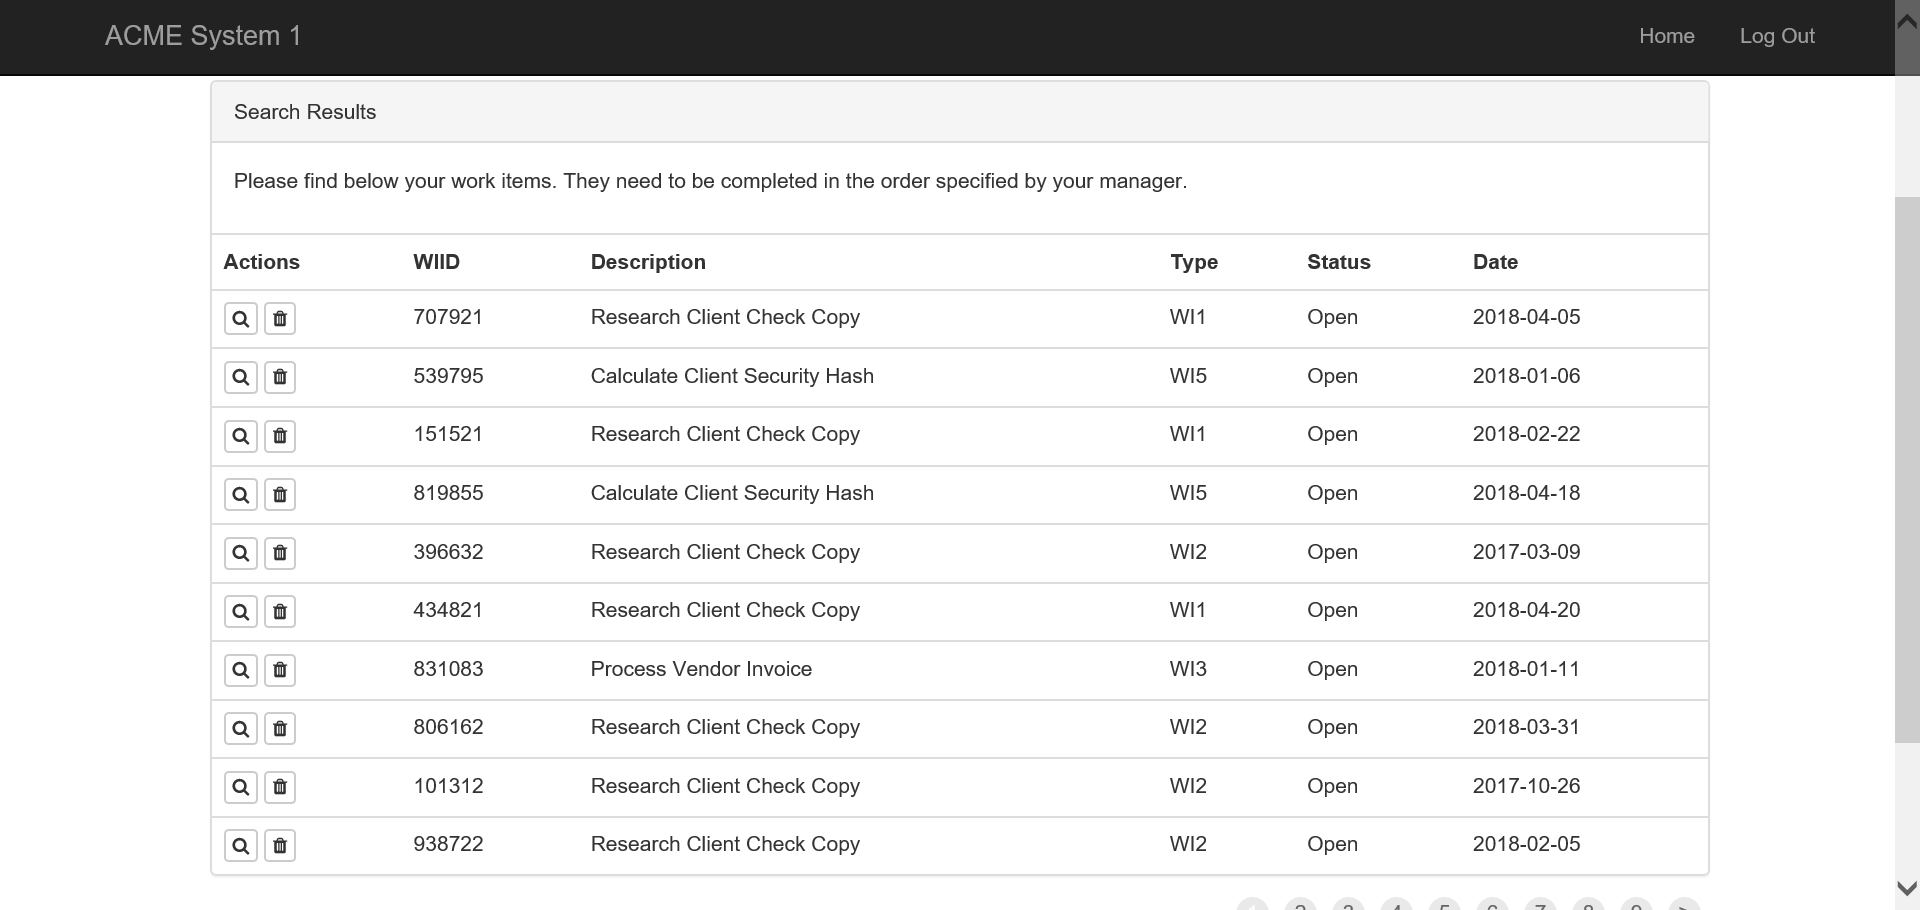 ACME System 1 Home Log Out
Search Results
Please find below your work items. They need to be completed in the order specified by your manager.
Actions WIID Description Type Status Date
707921 Research Client Check Copy WI1 Open 2018-04-05
539795 Calculate Client Security Hash WI5 Open 2018-01-06
151521 Research Client Check Copy WI1 Open 2018-02-22
819855 Calculate Client Security Hash WI5 Open 2018-04-18
396632 Research Client Check Copy WI2 Open 2017-03-09
434821 Research Client Check Copy WI1 Open 2018-04-20
831083 Process Vendor Invoice WI3 Open 2018-01-11
806162 Research Client Check Copy WI2 Open 2018-03-31
101312 Research Client Check Copy WI2 Open 2017-10-26
938722 Research Client Check Copy WI2 Open 2018-02-05